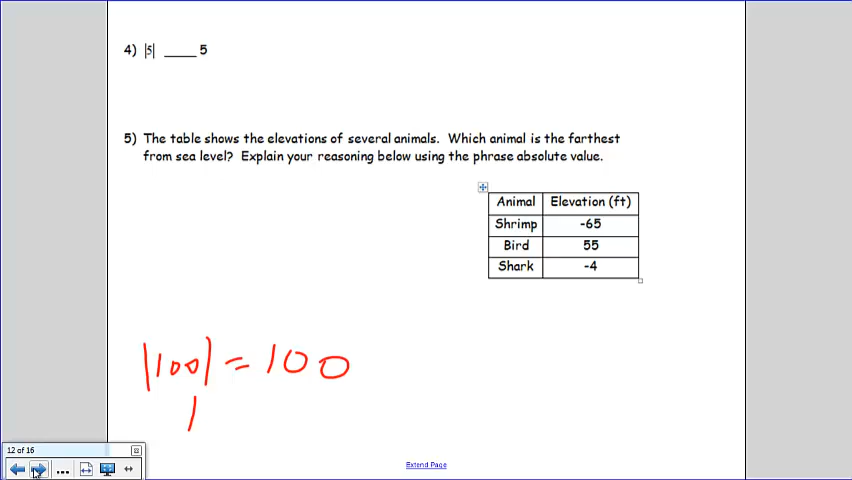 4) |5| ____ 5
5) The table shows the elevations of several animals. Which animal is the farthest
from sea level? Explain your reasoning below using the phrase absolute value.
Animal Elevation (ft)
Shrimp -65
Bird 55
Shark -4
|100| = 100
12 of 16
Extend Page